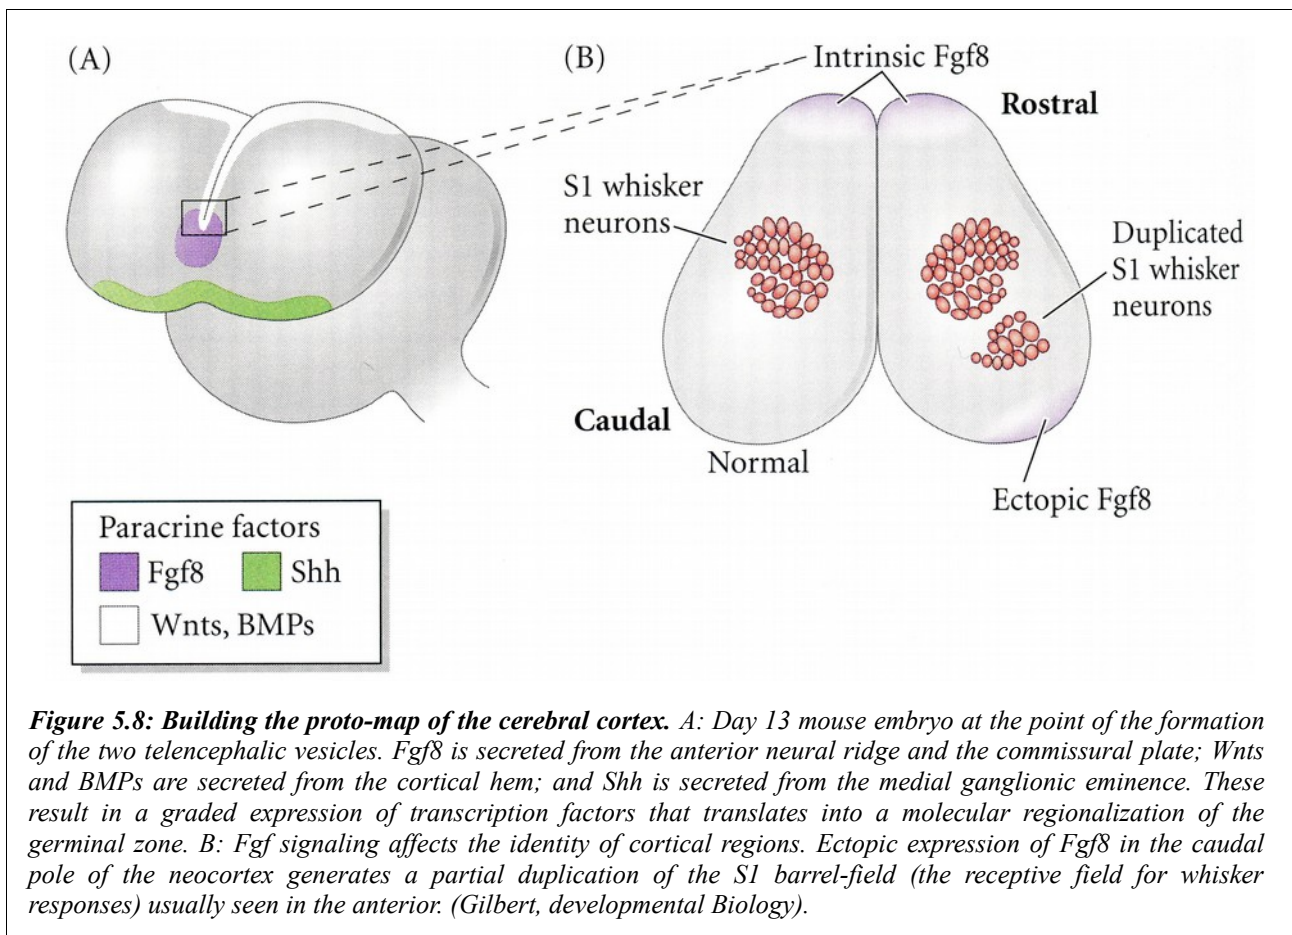 (A)
(B)
Intrinsic Fgf8
Rostral
S1 whisker
neurons
Duplicated
S1 whisker
neurons
Caudal
Normal
Ectopic Fgf8
Paracrine factors
Fgf8 Shh
Wnts, BMPs
Figure 5.8: Building the proto-map of the cerebral cortex. A: Day 13 mouse embryo at the point of the formation
of the two telencephalic vesicles. Fgf8 is secreted from the anterior neural ridge and the commissural plate; Wnts
and BMPs are secreted from the cortical hem; and Shh is secreted from the medial ganglionic eminence. These
result in a graded expression of transcription factors that translates into a molecular regionalization of the
germinal zone. B: Fgf signaling affects the identity of cortical regions. Ectopic expression of Fgf8 in the caudal
pole of the neocortex generates a partial duplication of the S1 barrel-field (the receptive field for whisker
responses) usually seen in the anterior. (Gilbert, developmental Biology).